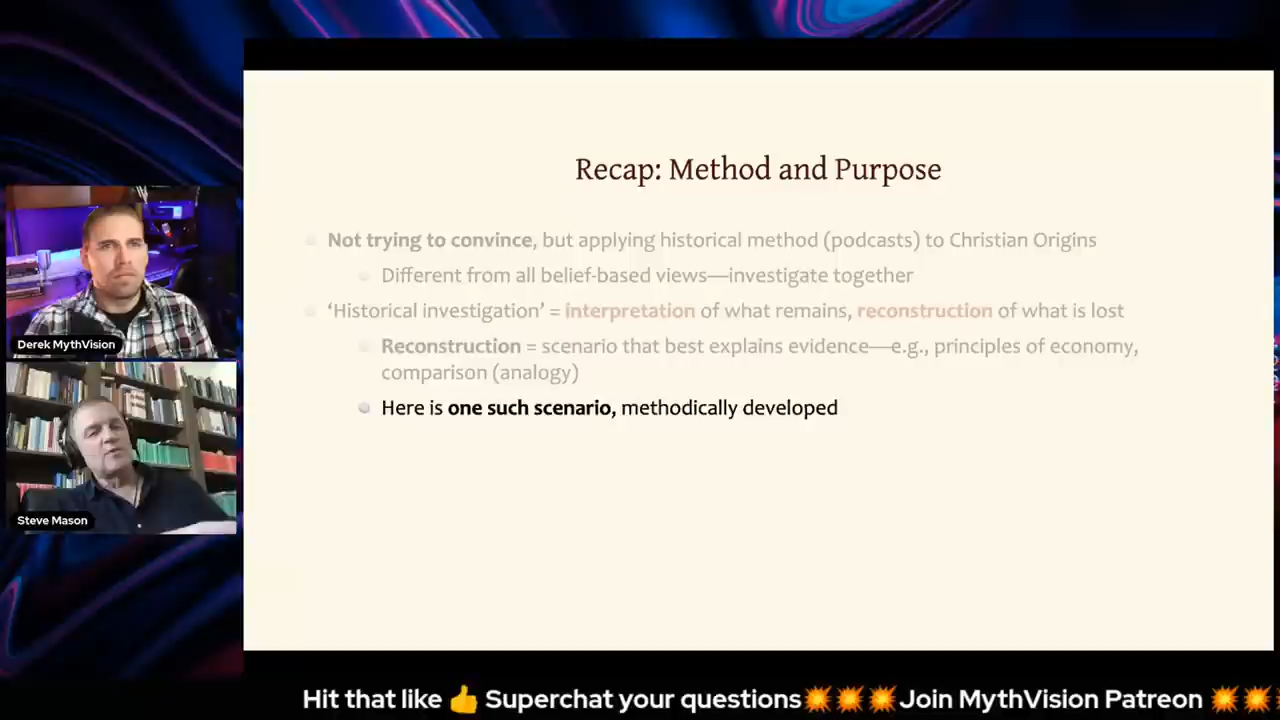 Recap: Method and Purpose
Not trying to convince, but applying historical method (podcasts) to Christian Origins
Different from all belief-based views—investigate together
‘Historical investigation’ = interpretation of what remains, reconstruction of what is lost
Reconstruction = scenario that best explains evidence—e.g., principles of economy,
comparison (analogy)
Here is one such scenario, methodically developed
Derek MythVision
Steve Mason
Hit that like 👍 Superchat your questions💥💥💥Join MythVision Patreon 💥💥